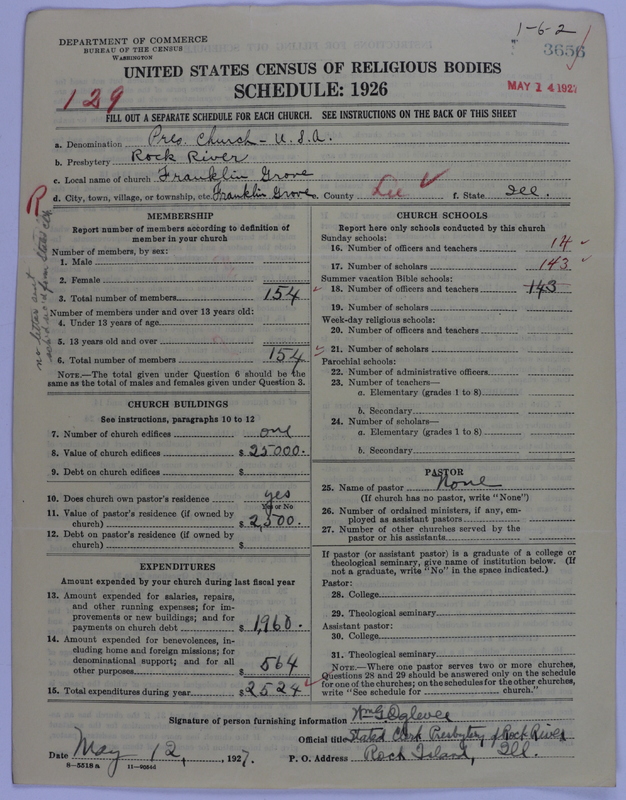 1-6-2
DEPARTMENT OF COMMERCE
BUREAU OF THE CENSUS
WASHINGTON
3656
UNITED STATES CENSUS OF RELIGIOUS BODIES
SCHEDULE: 1926
MAY 14 1927
129
FILL OUT A SEPARATE SCHEDULE FOR EACH CHURCH. SEE INSTRUCTIONS ON THE BACK OF THIS SHEET
a. Denomination Pres. Church - U.S.A.
b. Presbytery Rock River
c. Local name of church Franklin Grove
d. City, town, village, or township, etc. Franklin Grove e. County Lee f. State Ill.
R
MEMBERSHIP
Report number of members according to definition of member in your church
Number of members, by sex:
1. Male
2. Female
3. Total number of members 154
Number of members under and over 13 years old:
4. Under 13 years of age
5. 13 years old and over
6. Total number of members 154
NOTE.—The total given under Question 6 should be the
same as the total of males and females given under Question 3.
CHURCH BUILDINGS
See instructions, paragraphs 10 to 12
7. Number of church edifices one
8. Value of church edifices $ 25000.
9. Debt on church edifices $
10. Does church own pastor's residence yes
Yes or No
11. Value of pastor's residence (if owned by
church) $ 2,500.
12. Debt on pastor's residence (if owned by
church) $
EXPENDITURES
Amount expended by your church during last fiscal year
13. Amount expended for salaries, repairs,
and other running expenses; for im-
provements or new buildings; and for
payments on church debt $ 1,960.
14. Amount expended for benevolences, in-
cluding home and foreign missions; for
denominational support; and for all
other purposes $ 564
15. Total expenditures during year $ 2524
CHURCH SCHOOLS
Report here only schools conducted by this church
Sunday schools:
16. Number of officers and teachers 14
17. Number of scholars 143
Summer vacation Bible schools:
18. Number of officers and teachers 143
19. Number of scholars
Week-day religious schools:
20. Number of officers and teachers
21. Number of scholars
Parochial schools:
22. Number of administrative officers
23. Number of teachers—
a. Elementary (grades 1 to 8)
b. Secondary
24. Number of scholars—
a. Elementary (grades 1 to 8)
b. Secondary
PASTOR
25. Name of pastor None
(If church has no pastor, write "None")
26. Number of ordained ministers, if any, em-
ployed as assistant pastors
27. Number of other churches served by the
pastor or his assistants
If pastor (or assistant pastor) is a graduate of a college or
theological seminary, give name of institution below. (If
not a graduate, write "No" in the space indicated.)
Pastor:
28. College
29. Theological seminary
Assistant pastor:
30. College
31. Theological seminary
NOTE.—Where one pastor serves two or more churches,
Questions 28 and 29 should be answered only on the schedule
for one of the churches; on the schedules for the other churches,
write "See schedule for church."
Signature of person furnishing information Wm G. Oglevee
Official title Stated Clerk Presbytery of Rock River
Date May 12, 1927. P. O. Address Rock Island, Ill.
8—5518 a